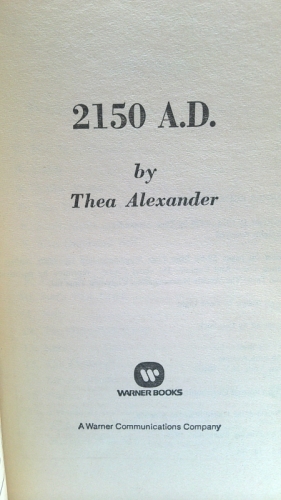 2150 A.D.
by
Thea Alexander
WARNER BOOKS
A Warner Communications Company